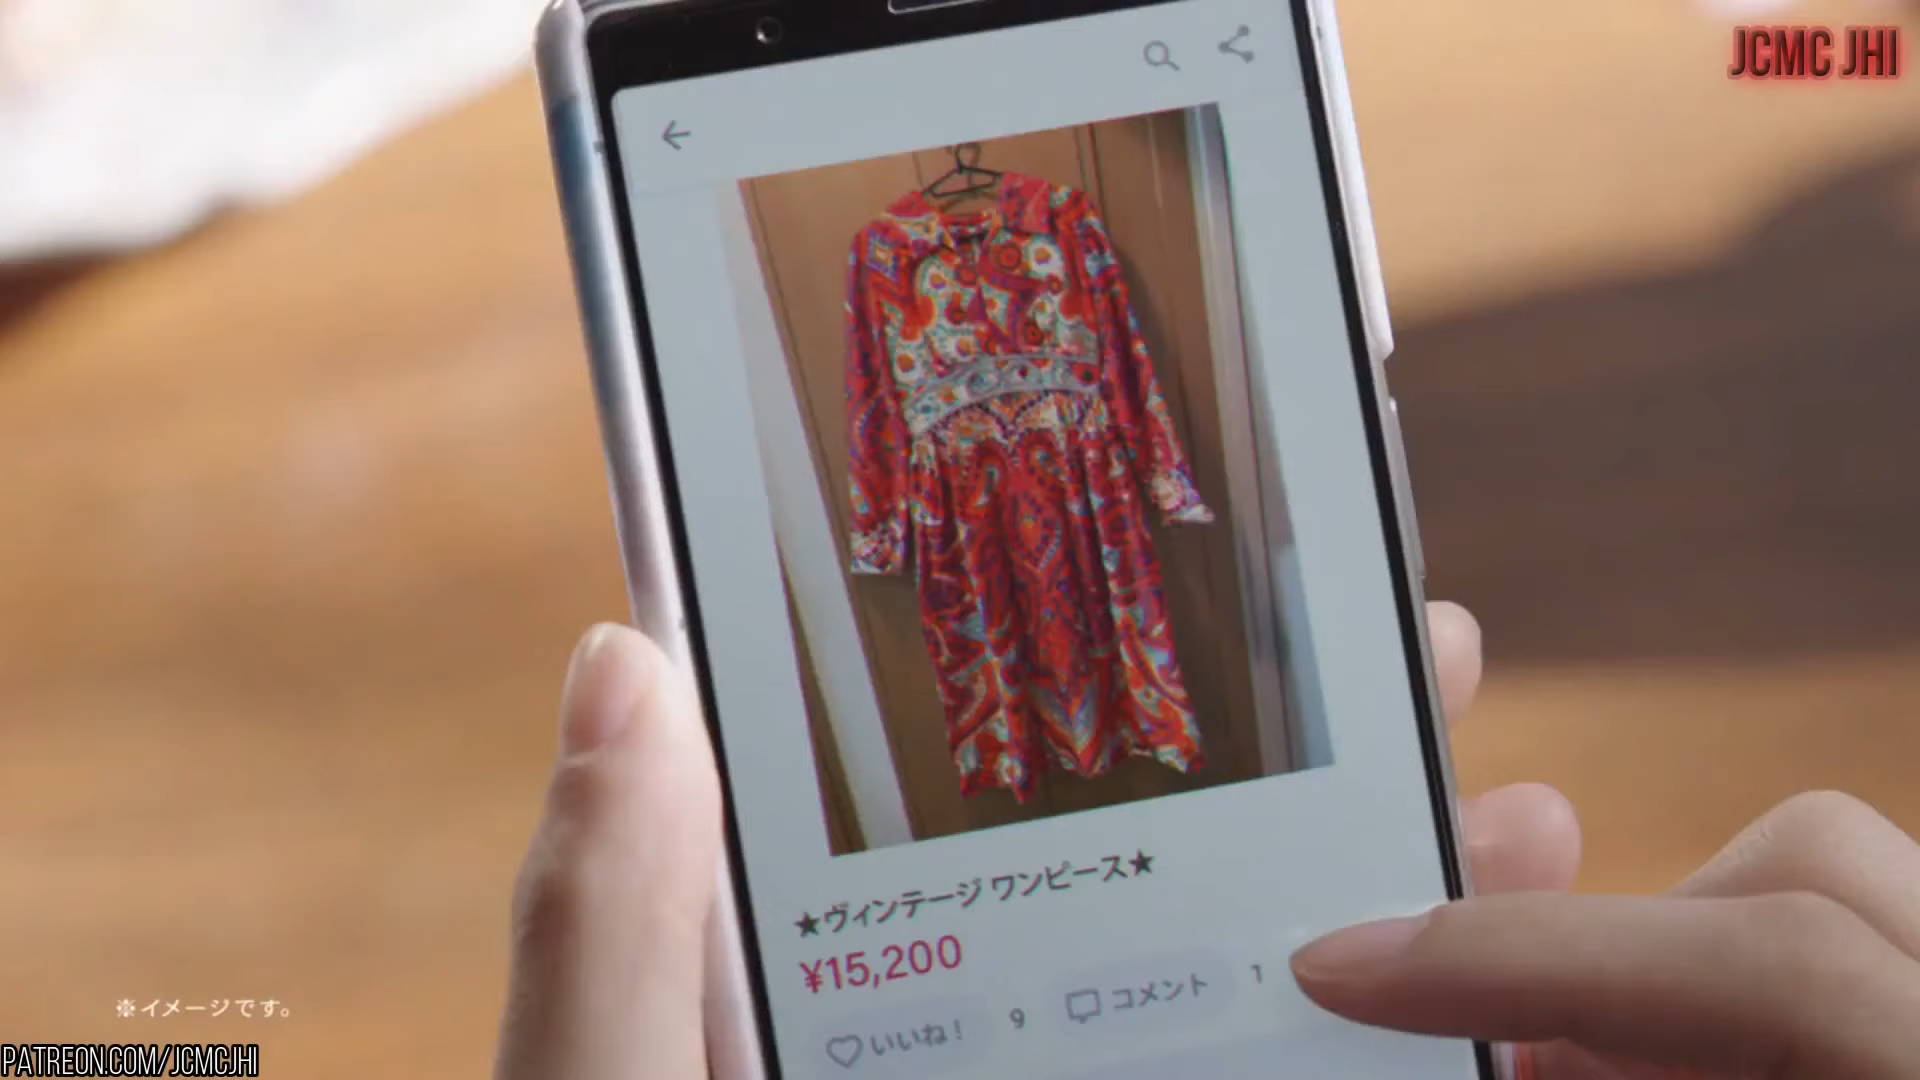 JCMC JHI
★ヴィンテージ ワンピース★
¥15,200
いいね! 9 コメント 1
※イメージです。
PATREON.COM/JCMCJHI